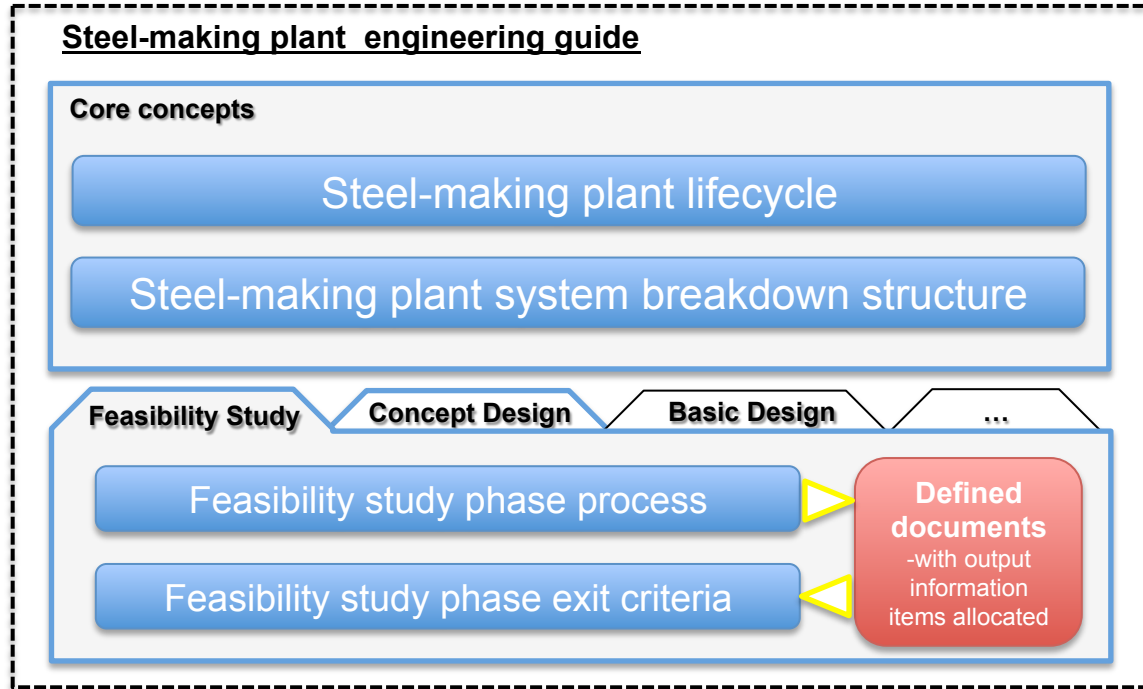 Steel-making plant  engineering guide
Core concepts
Steel-making plant lifecycle
Steel-making plant system breakdown structure
Feasibility Study
Concept Design
Basic Design
...
Feasibility study phase process
Feasibility study phase exit criteria
Defined
documents
-with output
information
items allocated